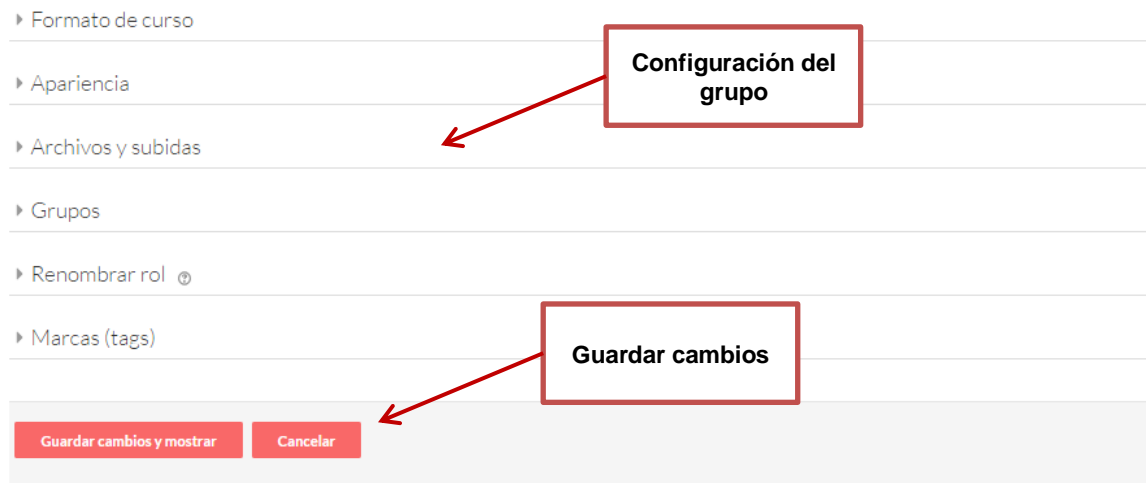 Formato de curso
Configuración del
grupo
Apariencia
Archivos y subidas
Grupos
Renombrar rol ?
Marcas (tags)
Guardar cambios
Guardar cambios y mostrar
Cancelar